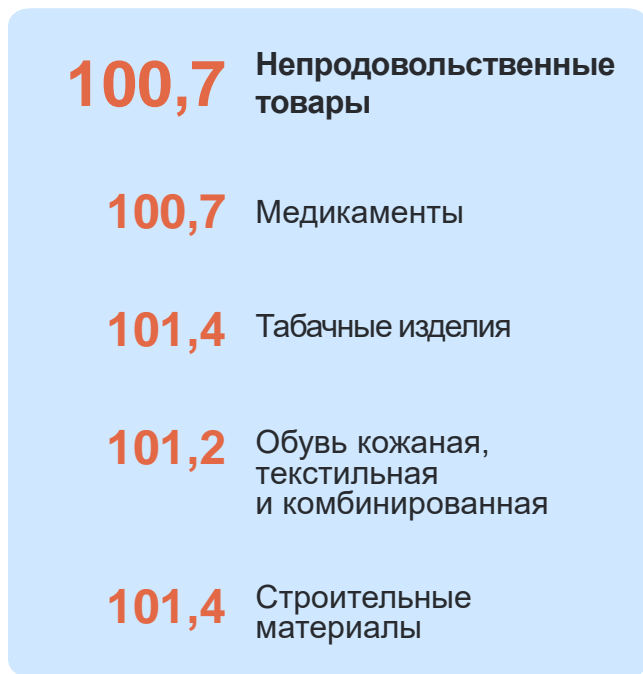 100,7 Непродовольственные
товары
100,7 Медикаменты
101,4 Табачные изделия
101,2 Обувь кожаная,
текстильная
и комбинированная
101,4 Строительные
материалы